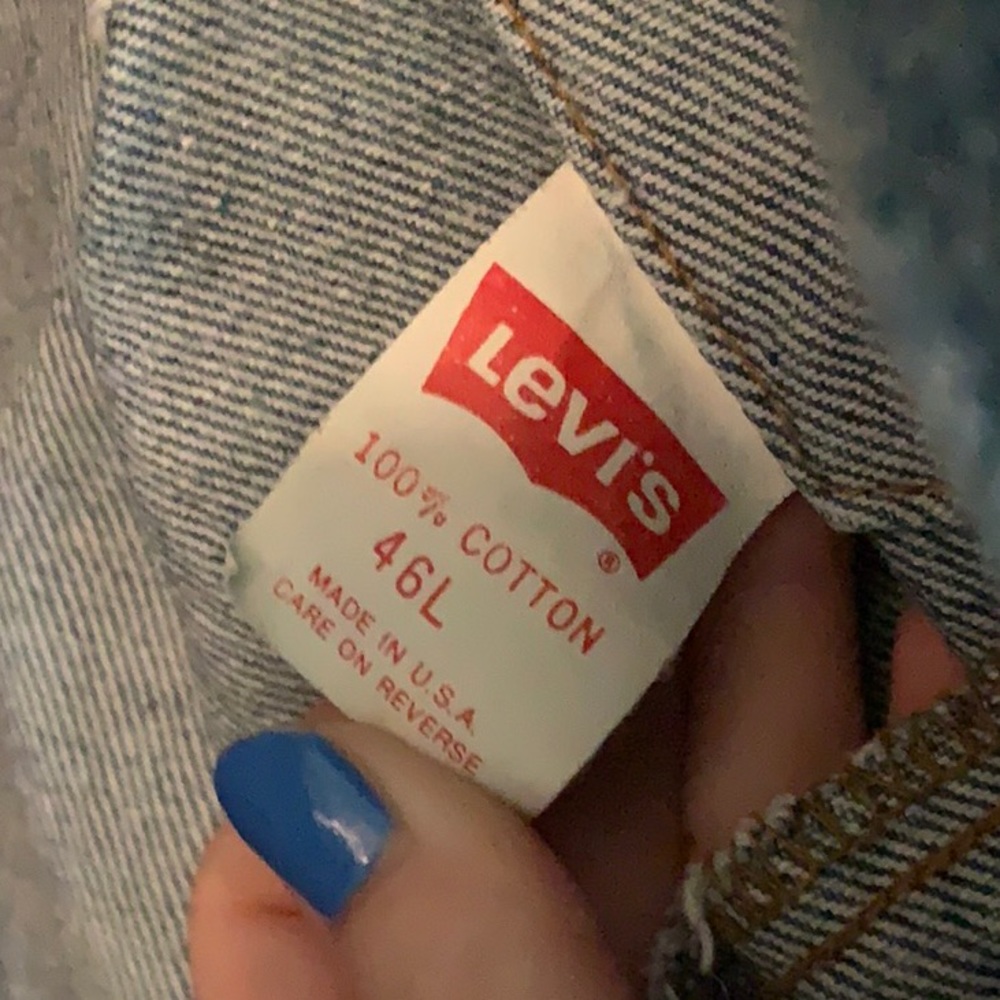 Levi's
®
100% COTTON
46L
MADE IN U.S.A.
CARE ON REVERSE